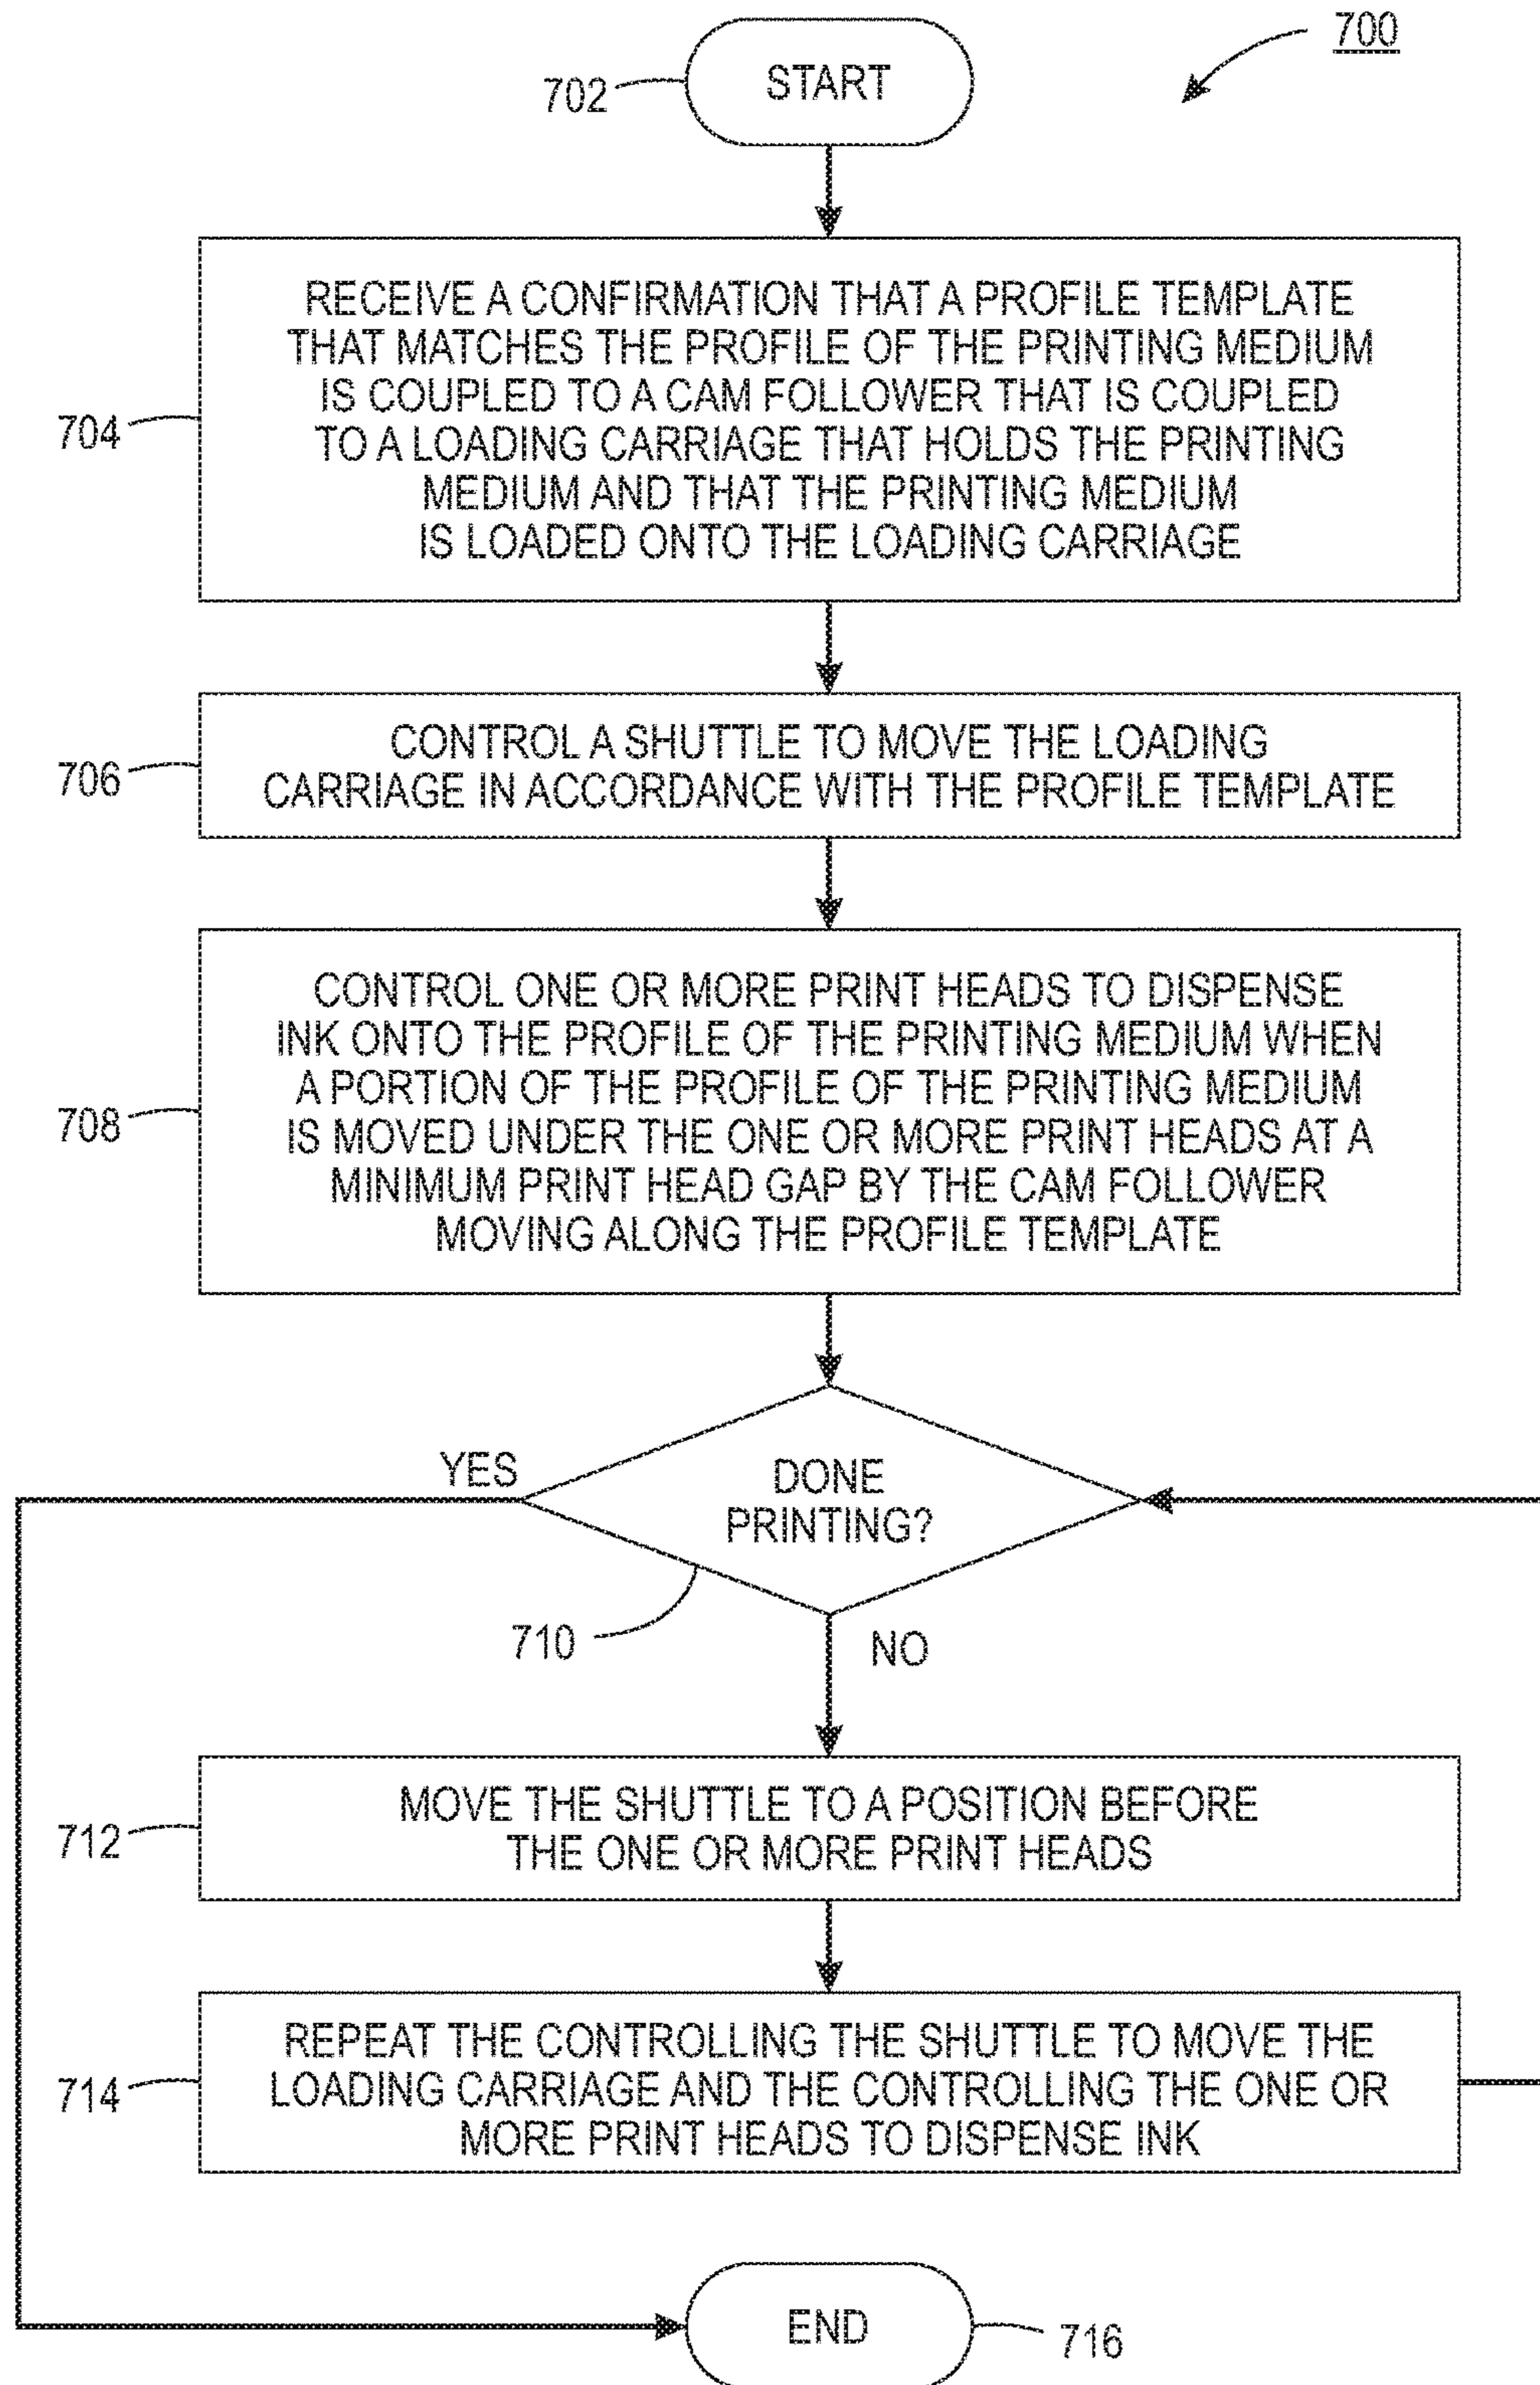 700
702
START
RECEIVE A CONFIRMATION THAT A PROFILE TEMPLATE
THAT MATCHES THE PROFILE OF THE PRINTING MEDIUM
IS COUPLED TO A CAM FOLLOWER THAT IS COUPLED
TO A LOADING CARRIAGE THAT HOLDS THE PRINTING
MEDIUM AND THAT THE PRINTING MEDIUM
IS LOADED ONTO THE LOADING CARRIAGE
704
CONTROL A SHUTTLE TO MOVE THE LOADING
CARRIAGE IN ACCORDANCE WITH THE PROFILE TEMPLATE
706
CONTROL ONE OR MORE PRINT HEADS TO DISPENSE
INK ONTO THE PROFILE OF THE PRINTING MEDIUM WHEN
A PORTION OF THE PROFILE OF THE PRINTING MEDIUM
IS MOVED UNDER THE ONE OR MORE PRINT HEADS AT A
MINIMUM PRINT HEAD GAP BY THE CAM FOLLOWER
MOVING ALONG THE PROFILE TEMPLATE
708
YES
DONE
PRINTING?
710
NO
MOVE THE SHUTTLE TO A POSITION BEFORE
THE ONE OR MORE PRINT HEADS
712
REPEAT THE CONTROLLING THE SHUTTLE TO MOVE THE
LOADING CARRIAGE AND THE CONTROLLING THE ONE OR
MORE PRINT HEADS TO DISPENSE INK
714
END
716